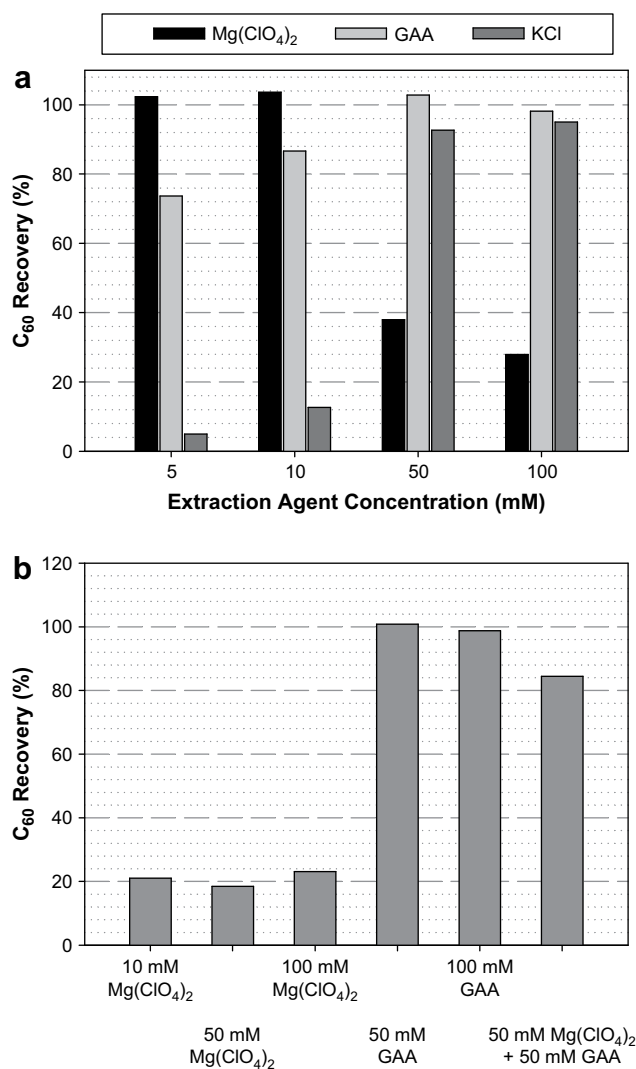 Mg(ClO₄)₂ GAA KCl
a
100
80
60
40
20
0
C₆₀ Recovery (%)
5 10 50 100
Extraction Agent Concentration (mM)
b
120
100
80
60
40
20
0
C₆₀ Recovery (%)
10 mM 100 mM 100 mM
Mg(ClO₄)₂ Mg(ClO₄)₂ GAA
50 mM 50 mM 50 mM Mg(ClO₄)₂
Mg(ClO₄)₂ GAA + 50 mM GAA